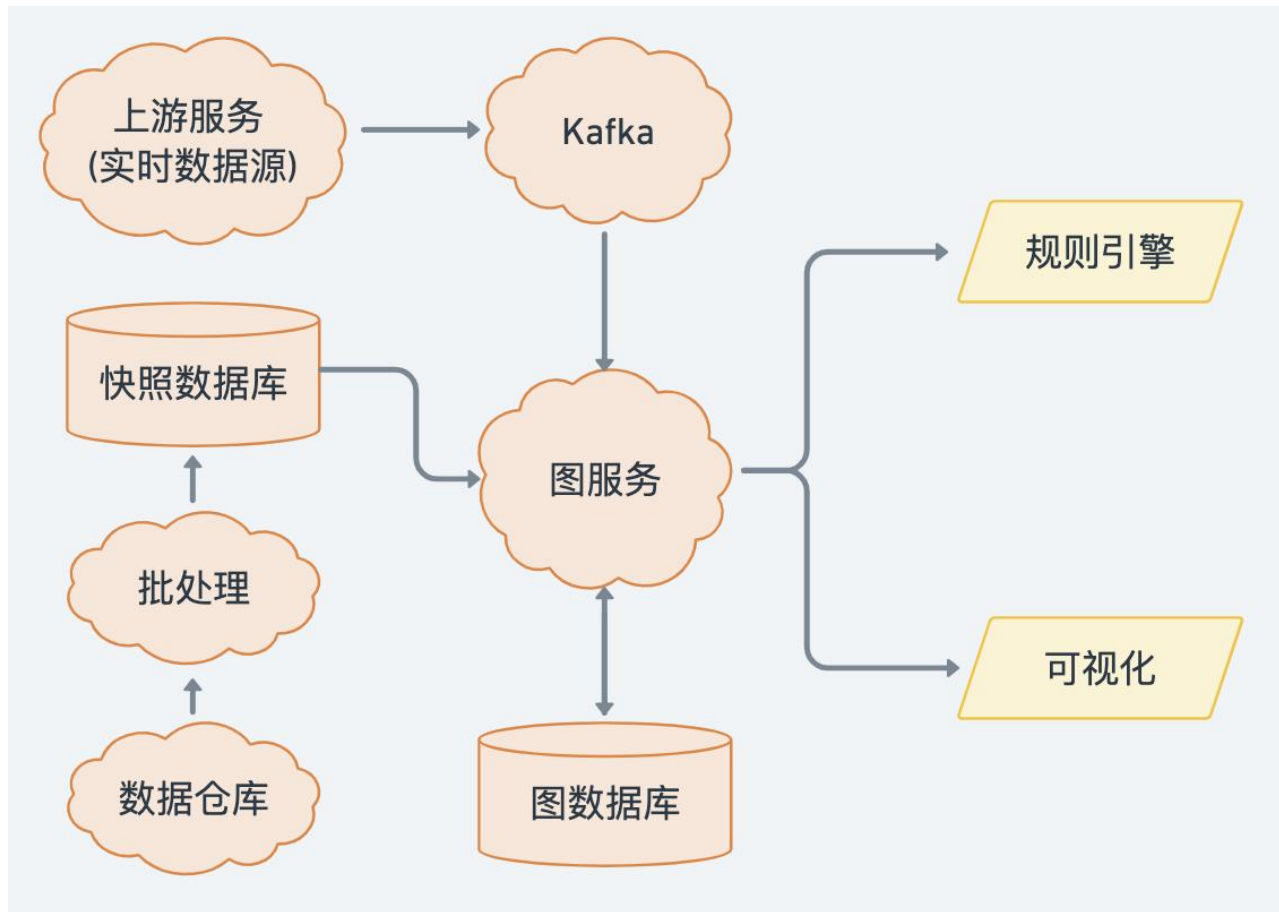 上游服务
(实时数据源)
Kafka
规则引擎
快照数据库
图服务
批处理
可视化
数据仓库
图数据库